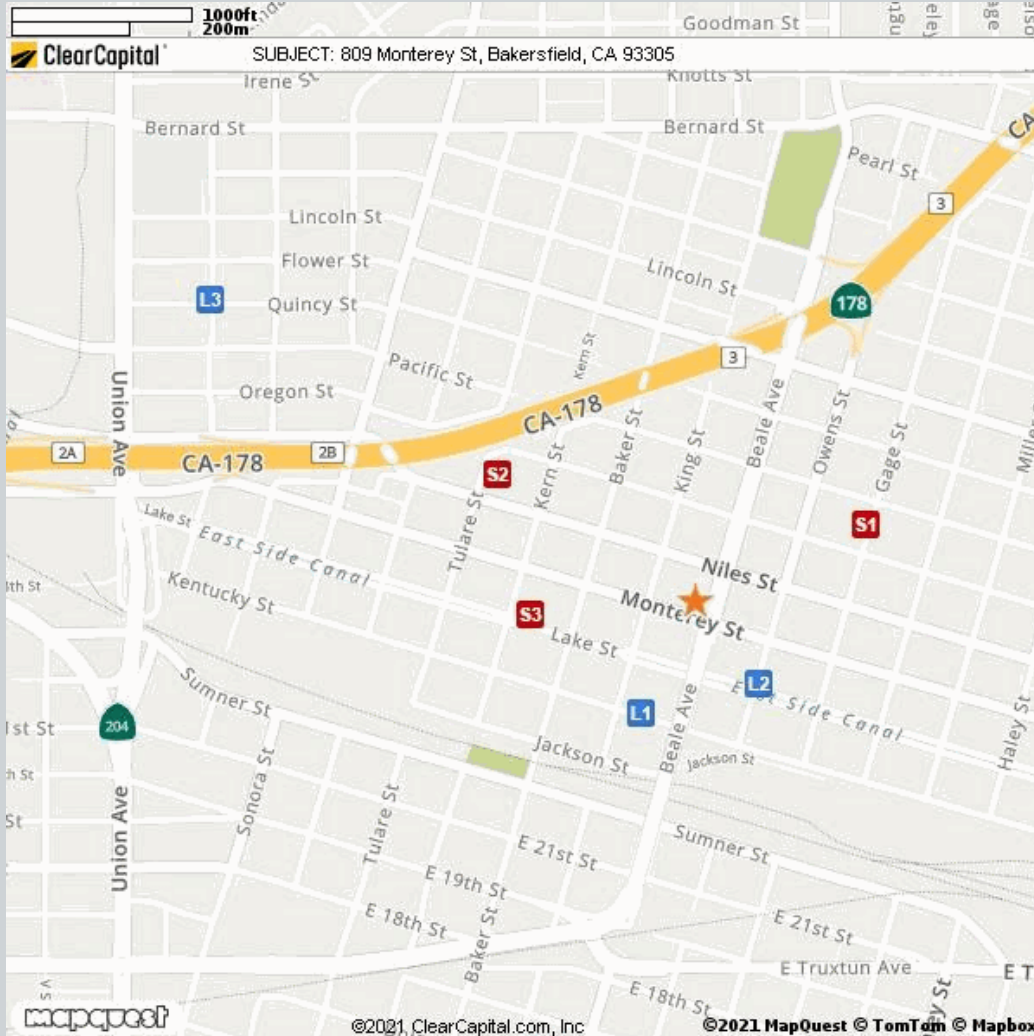 1000ft
200m
Goodman St
ClearCapital
SUBJECT: 809 Monterey St, Bakersfield, CA 93305
Irene St
Knotts St
Bernard St
Bernard St
CA
Pearl St
3
Lincoln St
Flower St
Lincoln St
L3
Quincy St
178
Kern St
3
Pacific St
Oregon St
Union Ave
CA-178
Beale Ave
Owens St
Baker St
King St
Gage St
2A
CA-178
2B
S2
Kern St
Tulare St
S1
Lake St
East Side Canal
Niles St
Kentucky St
Monterey St
S3
Lake St
L2
East Side Canal
L1
Sumner St
204
Beale Ave
Haley St
Jackson St
Jackson St
Sonora St
Tulare St
Union Ave
Sumner St
E 21st St
E 19th St
E 18th St
Baker St
E 21st St
E Truxtun Ave
E T
E 18th St
mapquest
©2021 ClearCapital.com, Inc
©2021 MapQuest © TomTom © Mapbox